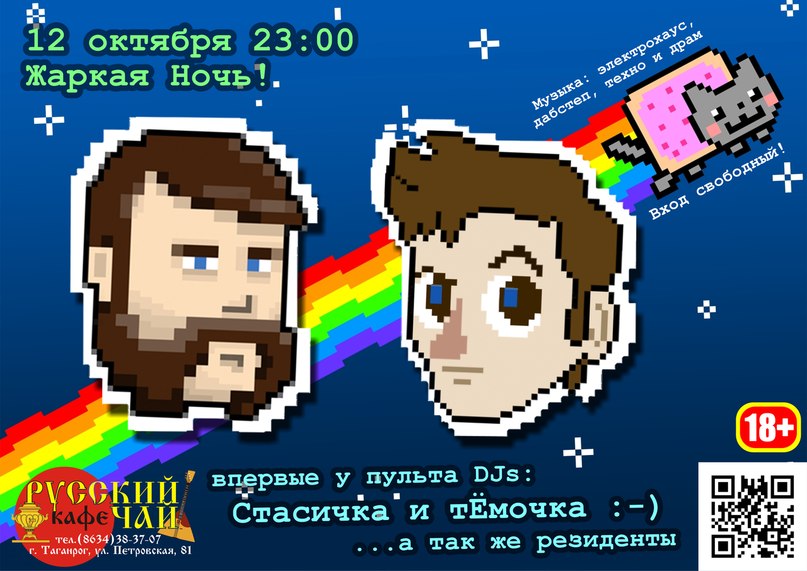 12 октября 23:00
Жаркая Ночь!
Музыка: электрохаус,
дабстеп, техно и драм
Вход свободный!
18+
впервые у пульта DJs:
Стасичка и тЁмочка :-)
...а так же резиденты
РУССКИЙ
кафе ЧАЙ
тел.(8634)38-37-07
г. Таганрог, ул. Петровская, 81